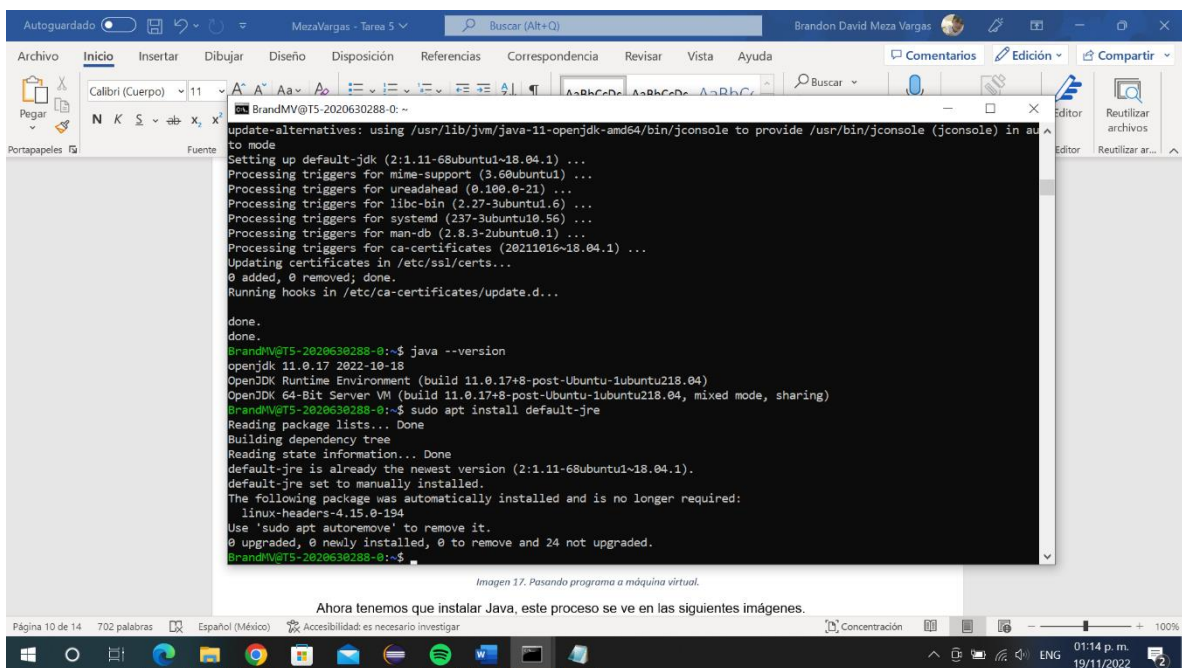 Autoguardado
MezaVargas - Tarea 5
Buscar (Alt+Q)
Brandon David Meza Vargas
Archivo Inicio Insertar Dibujar Diseño Disposición Referencias Correspondencia Revisar Vista Ayuda
Comentarios Edición Compartir
Pegar
Portapapeles
Calibri (Cuerpo) 11
N K S ab x₂ x²
Fuente
Buscar
Editor
Editor
Reutilizar
archivos
Reutilizar ar...
BrandMV@T5-2020630288-0: ~
update-alternatives: using /usr/lib/jvm/java-11-openjdk-amd64/bin/jconsole to provide /usr/bin/jconsole (jconsole) in au
to mode
Setting up default-jdk (2:1.11-68ubuntu1~18.04.1) ...
Processing triggers for mime-support (3.60ubuntu1) ...
Processing triggers for ureadahead (0.100.0-21) ...
Processing triggers for libc-bin (2.27-3ubuntu1.6) ...
Processing triggers for systemd (237-3ubuntu10.56) ...
Processing triggers for man-db (2.8.3-2ubuntu0.1) ...
Processing triggers for ca-certificates (20211016~18.04.1) ...
Updating certificates in /etc/ssl/certs...
0 added, 0 removed; done.
Running hooks in /etc/ca-certificates/update.d...
done.
done.
BrandMV@T5-2020630288-0:~$ java --version
openjdk 11.0.17 2022-10-18
OpenJDK Runtime Environment (build 11.0.17+8-post-Ubuntu-1ubuntu218.04)
OpenJDK 64-Bit Server VM (build 11.0.17+8-post-Ubuntu-1ubuntu218.04, mixed mode, sharing)
BrandMV@T5-2020630288-0:~$ sudo apt install default-jre
Reading package lists... Done
Building dependency tree
Reading state information... Done
default-jre is already the newest version (2:1.11-68ubuntu1~18.04.1).
default-jre set to manually installed.
The following package was automatically installed and is no longer required:
linux-headers-4.15.0-194
Use 'sudo apt autoremove' to remove it.
0 upgraded, 0 newly installed, 0 to remove and 24 not upgraded.
BrandMV@T5-2020630288-0:~$
Imagen 17. Pasando programa a máquina virtual.
Ahora tenemos que instalar Java, este proceso se ve en las siguientes imágenes.
Página 10 de 14 702 palabras Español (México) Accesibilidad: es necesario investigar Concentración 100%
ENG
01:14 p. m.
19/11/2022